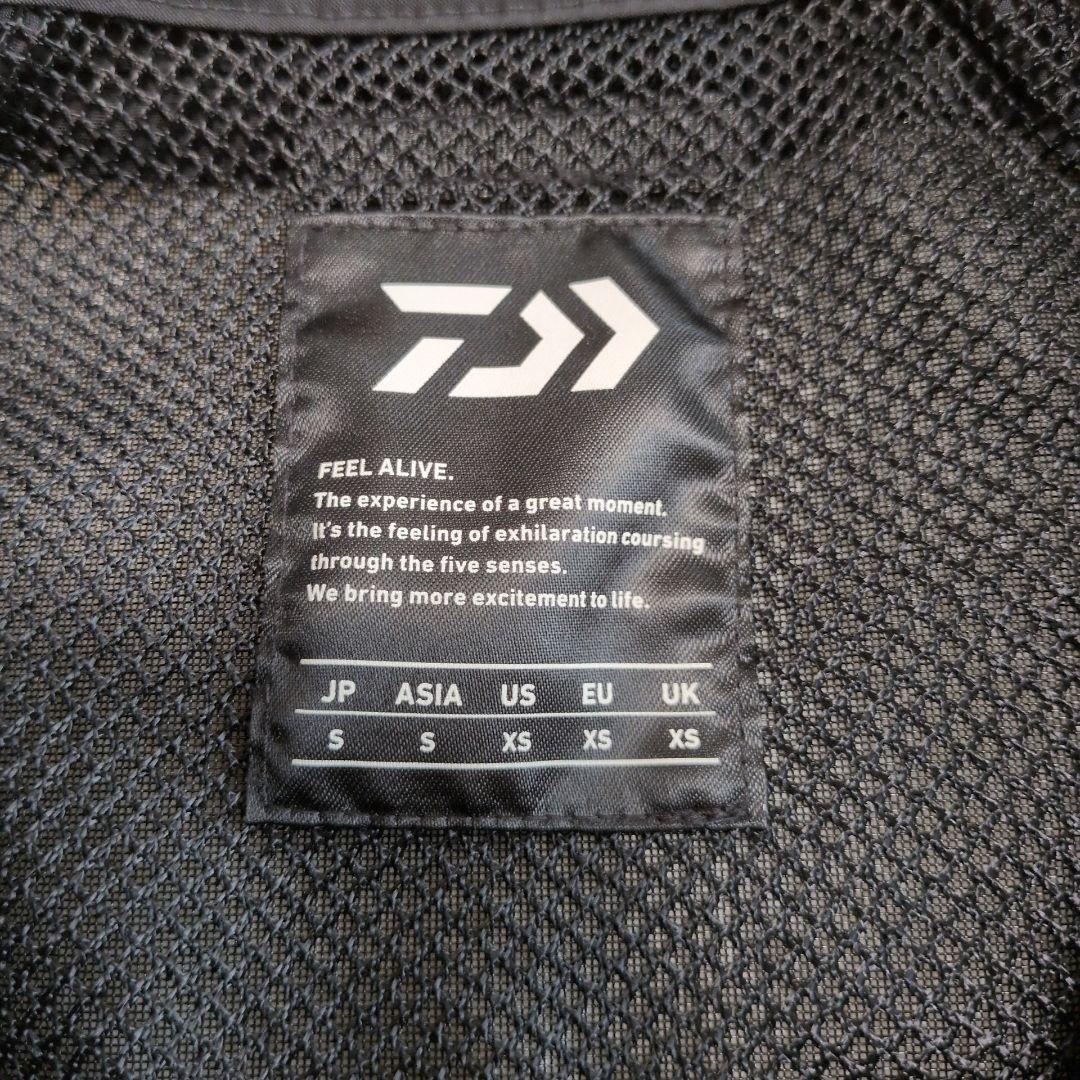 FEEL ALIVE.
The experience of a great moment.
It's the feeling of exhilaration coursing
through the five senses.
We bring more excitement to life.
JP ASIA US EU UK
S S XS XS XS